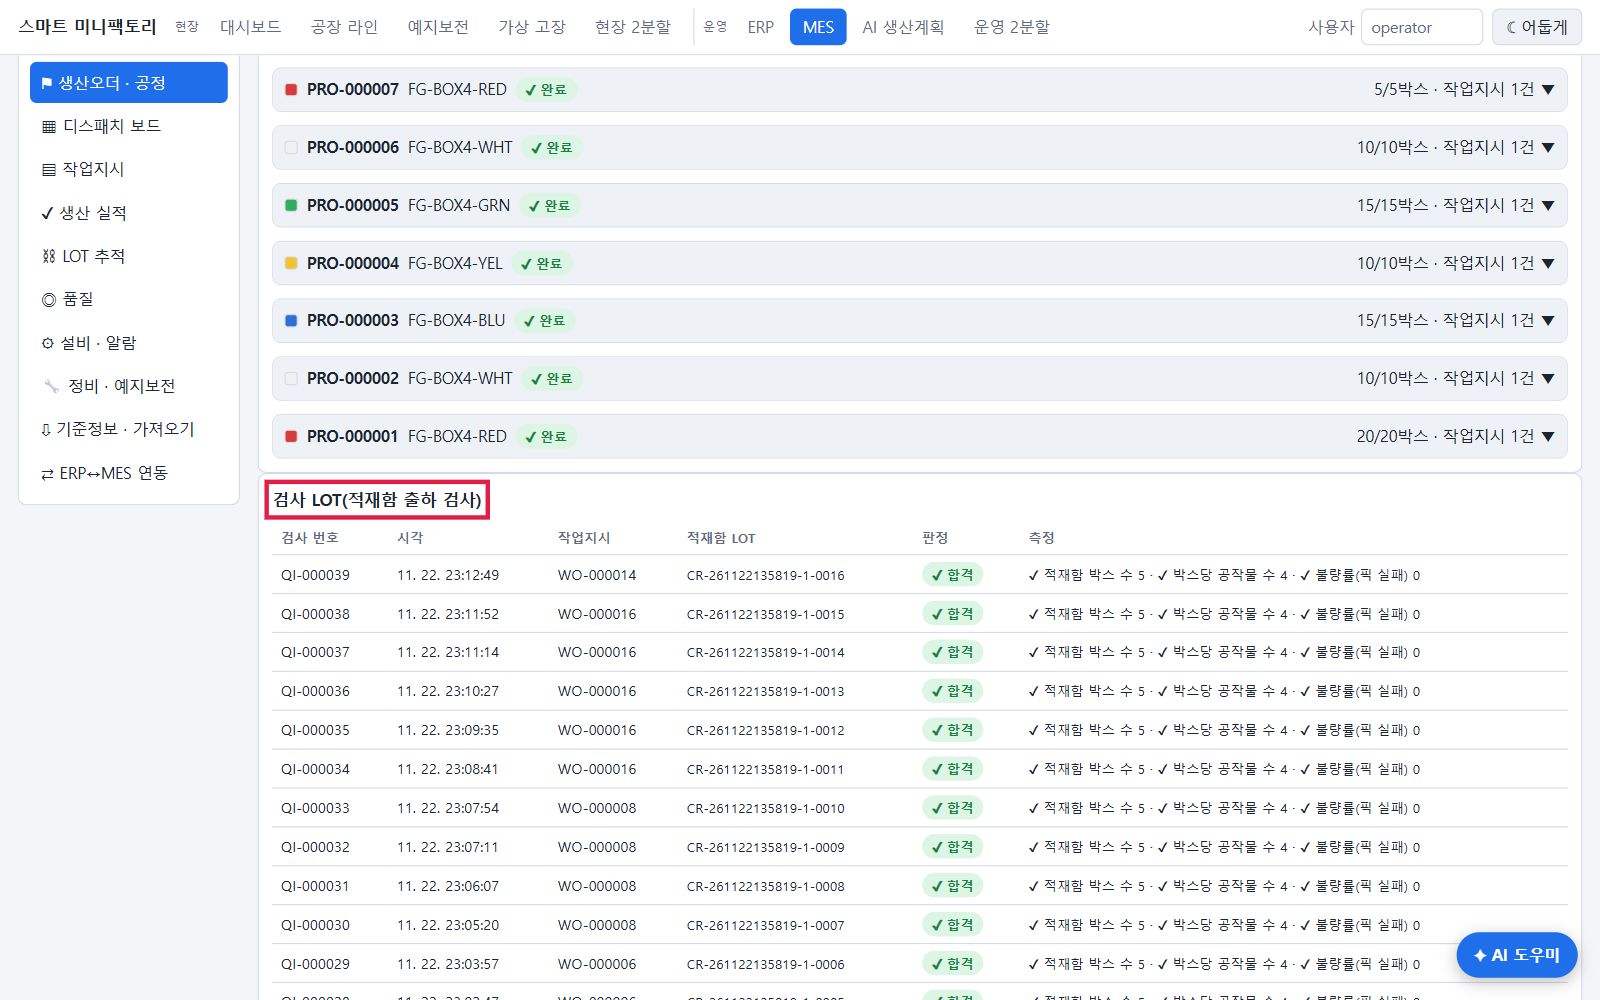 스마트 미니팩토리 현장 대시보드 공장 라인 예지보전 가상 고장 현장 2분할 운영 ERP MES AI 생산계획 운영 2분할 사용자 operator ☾ 어둡게
⚑ 생산오더 · 공정
▦ 디스패치 보드
▤ 작업지시
✓ 생산 실적
⛓ LOT 추적
◎ 품질
⚙ 설비 · 알람
🔧 정비 · 예지보전
⇩ 기준정보 · 가져오기
⇄ ERP↔MES 연동
PRO-000007 FG-BOX4-RED ✓ 완료 5/5박스 · 작업지시 1건 ▼
PRO-000006 FG-BOX4-WHT ✓ 완료 10/10박스 · 작업지시 1건 ▼
PRO-000005 FG-BOX4-GRN ✓ 완료 15/15박스 · 작업지시 1건 ▼
PRO-000004 FG-BOX4-YEL ✓ 완료 10/10박스 · 작업지시 1건 ▼
PRO-000003 FG-BOX4-BLU ✓ 완료 15/15박스 · 작업지시 1건 ▼
PRO-000002 FG-BOX4-WHT ✓ 완료 10/10박스 · 작업지시 1건 ▼
PRO-000001 FG-BOX4-RED ✓ 완료 20/20박스 · 작업지시 1건 ▼
검사 LOT(적재함 출하 검사)
검사 번호 시각 작업지시 적재함 LOT 판정 측정
QI-000039 11. 22. 23:12:49 WO-000014 CR-261122135819-1-0016 ✓ 합격 ✓ 적재함 박스 수 5 · ✓ 박스당 공작물 수 4 · ✓ 불량률(픽 실패) 0
QI-000038 11. 22. 23:11:52 WO-000016 CR-261122135819-1-0015 ✓ 합격 ✓ 적재함 박스 수 5 · ✓ 박스당 공작물 수 4 · ✓ 불량률(픽 실패) 0
QI-000037 11. 22. 23:11:14 WO-000016 CR-261122135819-1-0014 ✓ 합격 ✓ 적재함 박스 수 5 · ✓ 박스당 공작물 수 4 · ✓ 불량률(픽 실패) 0
QI-000036 11. 22. 23:10:27 WO-000016 CR-261122135819-1-0013 ✓ 합격 ✓ 적재함 박스 수 5 · ✓ 박스당 공작물 수 4 · ✓ 불량률(픽 실패) 0
QI-000035 11. 22. 23:09:35 WO-000016 CR-261122135819-1-0012 ✓ 합격 ✓ 적재함 박스 수 5 · ✓ 박스당 공작물 수 4 · ✓ 불량률(픽 실패) 0
QI-000034 11. 22. 23:08:41 WO-000016 CR-261122135819-1-0011 ✓ 합격 ✓ 적재함 박스 수 5 · ✓ 박스당 공작물 수 4 · ✓ 불량률(픽 실패) 0
QI-000033 11. 22. 23:07:54 WO-000008 CR-261122135819-1-0010 ✓ 합격 ✓ 적재함 박스 수 5 · ✓ 박스당 공작물 수 4 · ✓ 불량률(픽 실패) 0
QI-000032 11. 22. 23:07:11 WO-000008 CR-261122135819-1-0009 ✓ 합격 ✓ 적재함 박스 수 5 · ✓ 박스당 공작물 수 4 · ✓ 불량률(픽 실패) 0
QI-000031 11. 22. 23:06:07 WO-000008 CR-261122135819-1-0008 ✓ 합격 ✓ 적재함 박스 수 5 · ✓ 박스당 공작물 수 4 · ✓ 불량률(픽 실패) 0
QI-000030 11. 22. 23:05:20 WO-000008 CR-261122135819-1-0007 ✓ 합격 ✓ 적재함 박스 수 5 · ✓ 박스당 공작물 수 4 · ✓ 불량률(픽 실패) 0
QI-000029 11. 22. 23:03:57 WO-000006 CR-261122135819-1-0006 ✓ 합격 ✓ 적재함 박스 수 5 · ✓ 박스당 공작물 수 4 · ✓ 불량률(픽 실패) 0
✦ AI 도우미